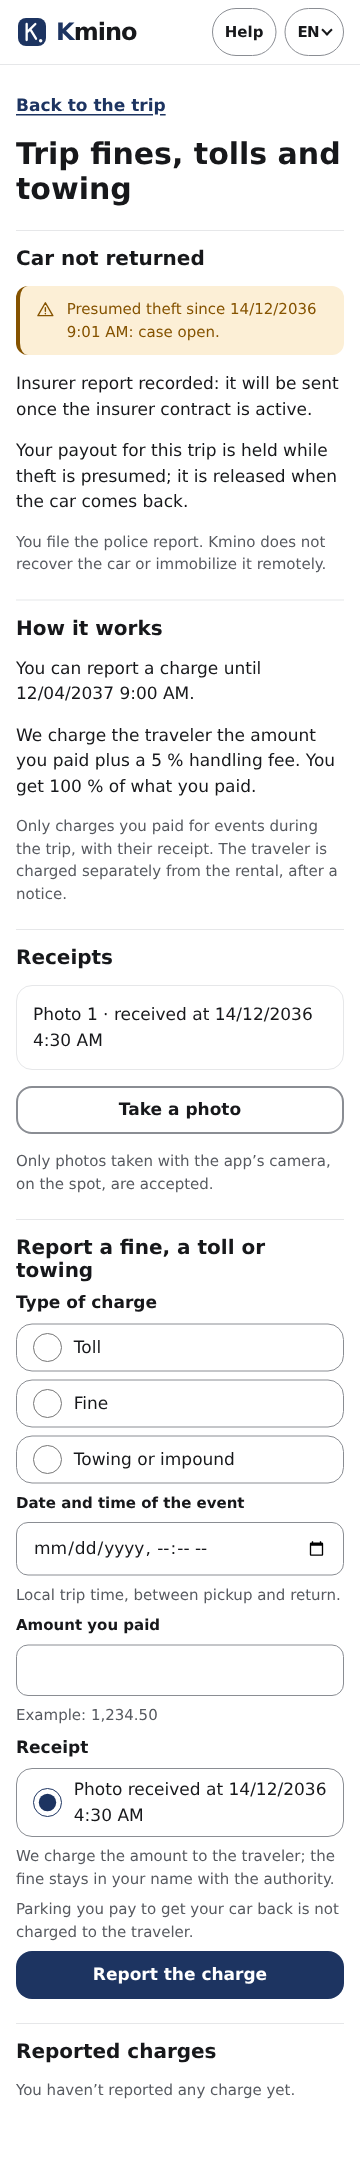 Kmino
Help
EN
Back to the trip
Trip fines, tolls and
towing
Car not returned
Presumed theft since 14/12/2036
9:01 AM: case open.
Insurer report recorded: it will be sent
once the insurer contract is active.
Your payout for this trip is held while
theft is presumed; it is released when
the car comes back.
You file the police report. Kmino does not
recover the car or immobilize it remotely.
How it works
You can report a charge until
12/04/2037 9:00 AM.
We charge the traveler the amount
you paid plus a 5 % handling fee. You
get 100 % of what you paid.
Only charges you paid for events during
the trip, with their receipt. The traveler is
charged separately from the rental, after a
notice.
Receipts
Photo 1 · received at 14/12/2036
4:30 AM
Take a photo
Only photos taken with the app’s camera,
on the spot, are accepted.
Report a fine, a toll or
towing
Type of charge
Toll
Fine
Towing or impound
Date and time of the event
mm/dd/yyyy, --:-- --
Local trip time, between pickup and return.
Amount you paid
Example: 1,234.50
Receipt
Photo received at 14/12/2036
4:30 AM
We charge the amount to the traveler; the
fine stays in your name with the authority.
Parking you pay to get your car back is not
charged to the traveler.
Report the charge
Reported charges
You haven’t reported any charge yet.